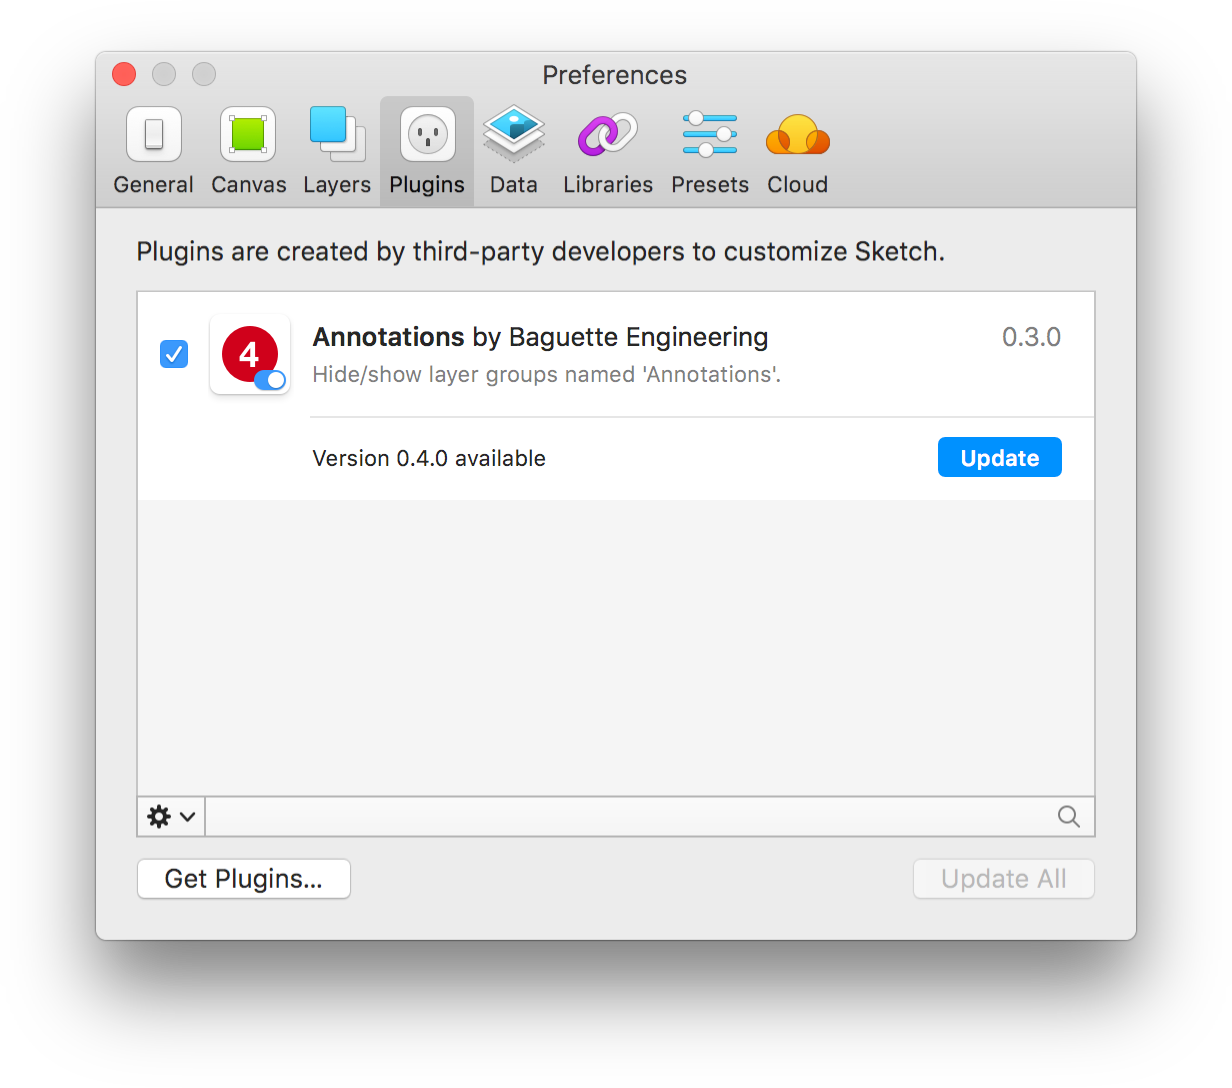 Preferences
General Canvas Layers Plugins Data Libraries Presets Cloud
Plugins are created by third-party developers to customize Sketch.
4
Annotations by Baguette Engineering 0.3.0
Hide/show layer groups named 'Annotations'.
Version 0.4.0 available Update
Get Plugins... Update All